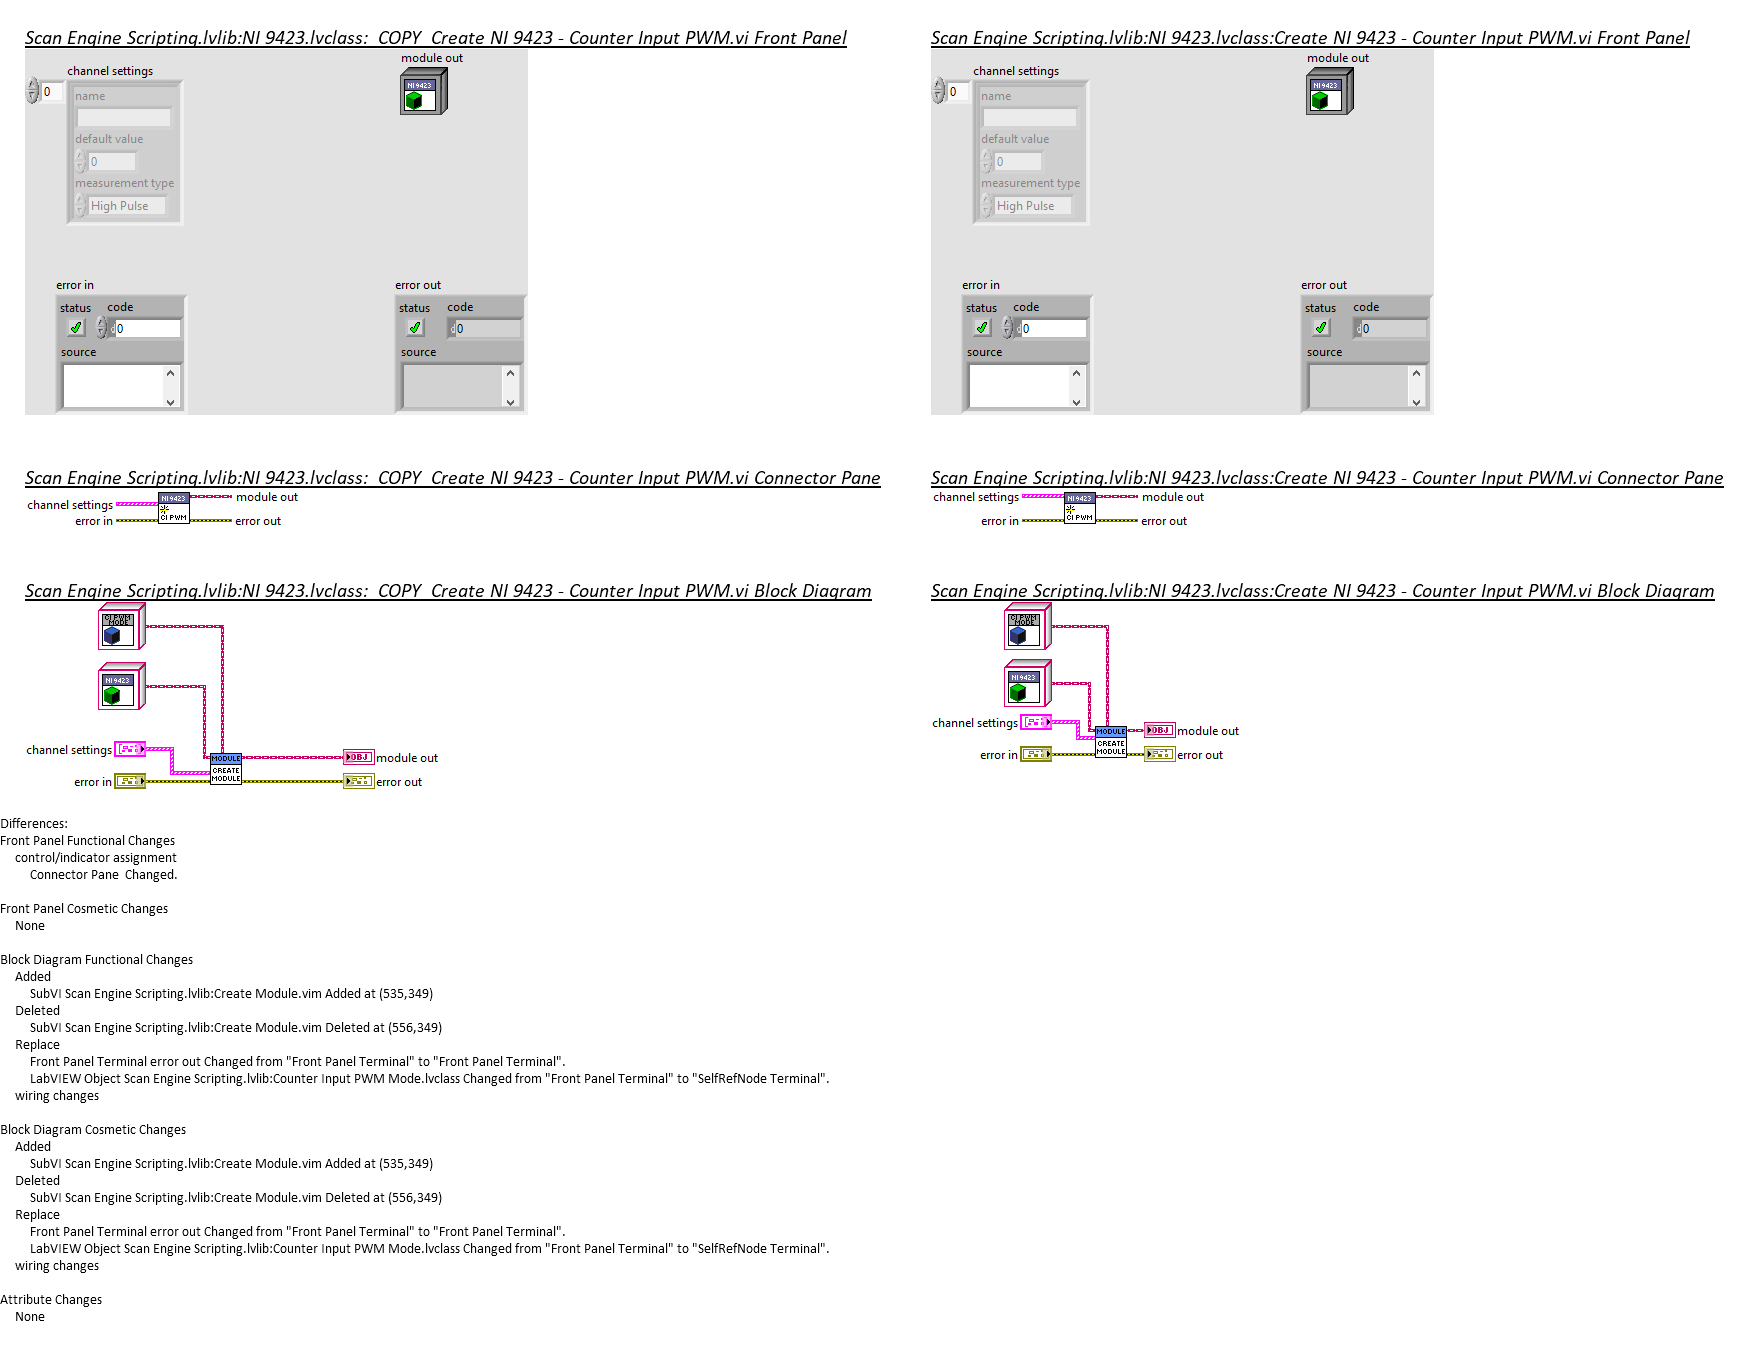 Scan Engine Scripting.lvlib:NI 9423.lvclass:  COPY  Create NI 9423 - Counter Input PWM.vi Front Panel
channel settings
module out
0
name
NI 9423
default value
0
measurement type
High Pulse
error in
error out
status code
status code
0
0
source
source
Scan Engine Scripting.lvlib:NI 9423.lvclass:Create NI 9423 - Counter Input PWM.vi Front Panel
channel settings
module out
0
name
NI 9423
default value
0
measurement type
High Pulse
error in
error out
status code
status code
0
0
source
source
Scan Engine Scripting.lvlib:NI 9423.lvclass:  COPY  Create NI 9423 - Counter Input PWM.vi Connector Pane
channel settings
NI 9423
module out
error in
CI PWM
error out
Scan Engine Scripting.lvlib:NI 9423.lvclass:Create NI 9423 - Counter Input PWM.vi Connector Pane
channel settings
NI 9423
module out
error in
CI PWM
error out
Scan Engine Scripting.lvlib:NI 9423.lvclass:  COPY  Create NI 9423 - Counter Input PWM.vi Block Diagram
CI PWM
MODE
NI 9423
channel settings
MODULE
OBJ
module out
error in
CREATE
MODULE
error out
Scan Engine Scripting.lvlib:NI 9423.lvclass:Create NI 9423 - Counter Input PWM.vi Block Diagram
CI PWM
MODE
NI 9423
channel settings
MODULE
OBJ
module out
error in
CREATE
MODULE
error out
Differences:
Front Panel Functional Changes
control/indicator assignment
Connector Pane  Changed.
Front Panel Cosmetic Changes
None
Block Diagram Functional Changes
Added
SubVI Scan Engine Scripting.lvlib:Create Module.vim Added at (535,349)
Deleted
SubVI Scan Engine Scripting.lvlib:Create Module.vim Deleted at (556,349)
Replace
Front Panel Terminal error out Changed from "Front Panel Terminal" to "Front Panel Terminal".
LabVIEW Object Scan Engine Scripting.lvlib:Counter Input PWM Mode.lvclass Changed from "Front Panel Terminal" to "SelfRefNode Terminal".
wiring changes
Block Diagram Cosmetic Changes
Added
SubVI Scan Engine Scripting.lvlib:Create Module.vim Added at (535,349)
Deleted
SubVI Scan Engine Scripting.lvlib:Create Module.vim Deleted at (556,349)
Replace
Front Panel Terminal error out Changed from "Front Panel Terminal" to "Front Panel Terminal".
LabVIEW Object Scan Engine Scripting.lvlib:Counter Input PWM Mode.lvclass Changed from "Front Panel Terminal" to "SelfRefNode Terminal".
wiring changes
Attribute Changes
None